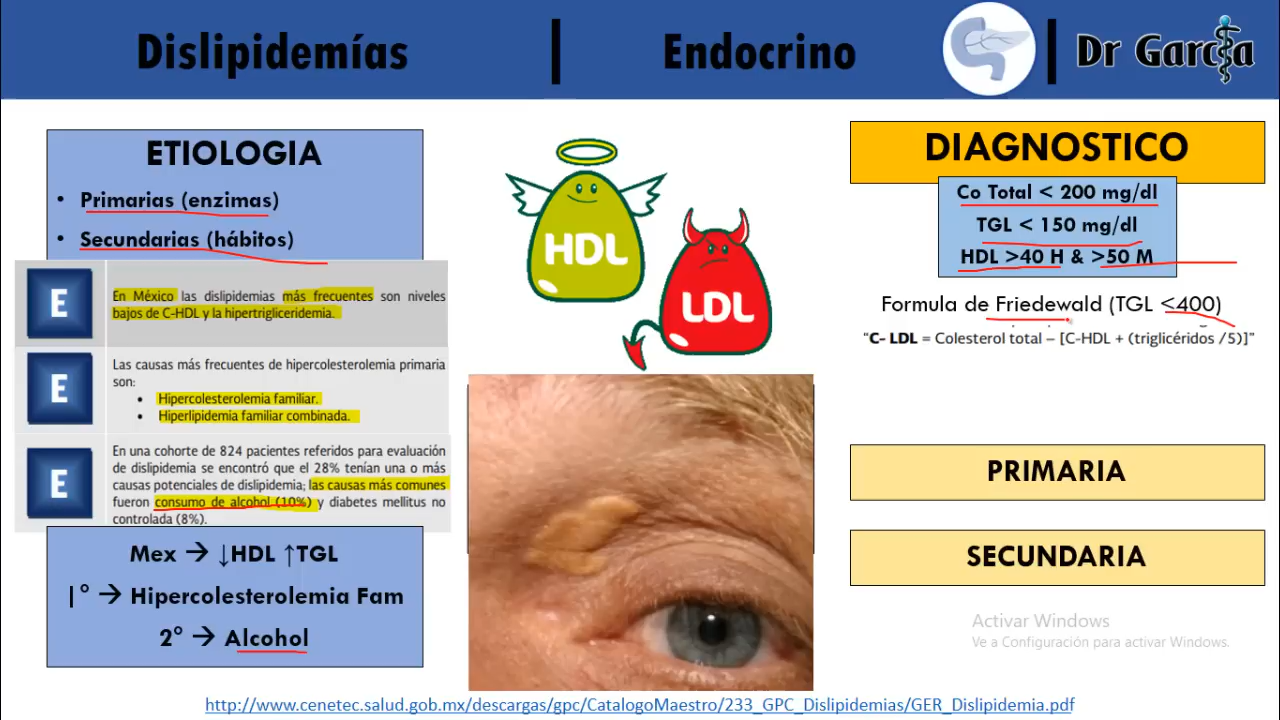 Dislipidemías | Endocrino | Dr García
ETIOLOGIA
• Primarias (enzimas)
• Secundarias (hábitos)
E
En México las dislipidemias más frecuentes son niveles
bajos de C-HDL y la hipertrigliceridemia.
E
Las causas más frecuentes de hipercolesterolemia primaria
son:
• Hipercolesterolemia familiar.
• Hiperlipidemia familiar combinada.
E
En una cohorte de 824 pacientes referidos para evaluación
de dislipidemia se encontró que el 28% tenían una o más
causas potenciales de dislipidemia; las causas más comunes
fueron consumo de alcohol (10%) y diabetes mellitus no
controlada (8%).
Mex → ↓HDL ↑TGL
|° → Hipercolesterolemia Fam
2° → Alcohol
HDL
LDL
DIAGNOSTICO
Co Total < 200 mg/dl
TGL < 150 mg/dl
HDL >40 H & >50 M
Formula de Friedewald (TGL <400)
"C- LDL = Colesterol total – [C-HDL + (triglicéridos /5)]"
PRIMARIA
SECUNDARIA
Activar Windows
Ve a Configuración para activar Windows.
http://www.cenetec.salud.gob.mx/descargas/gpc/CatalogoMaestro/233_GPC_Dislipidemias/GER_Dislipidemia.pdf